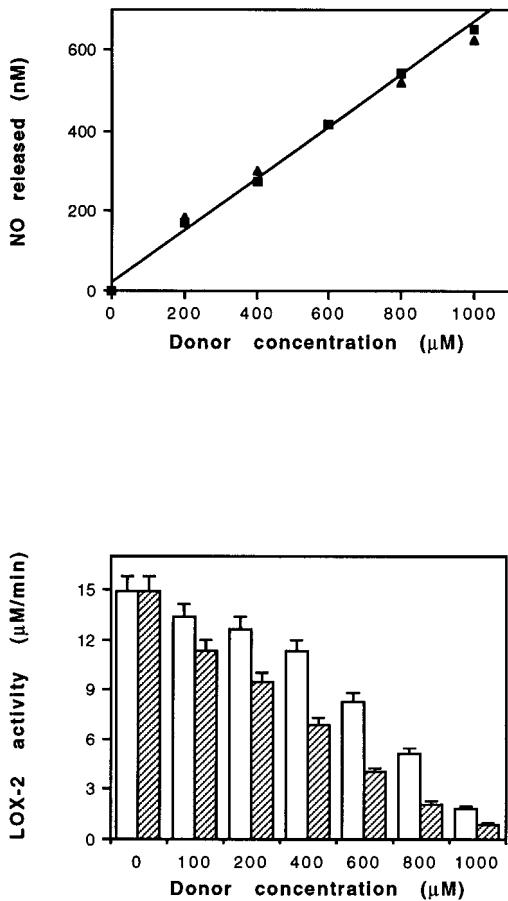 NO released (nM)
600
400
200
0
0 200 400 600 800 1000
Donor concentration (µM)
LOX-2 activity (µM/min)
15
12
9
6
3
0
0 100 200 400 600 800 1000
Donor concentration (µM)